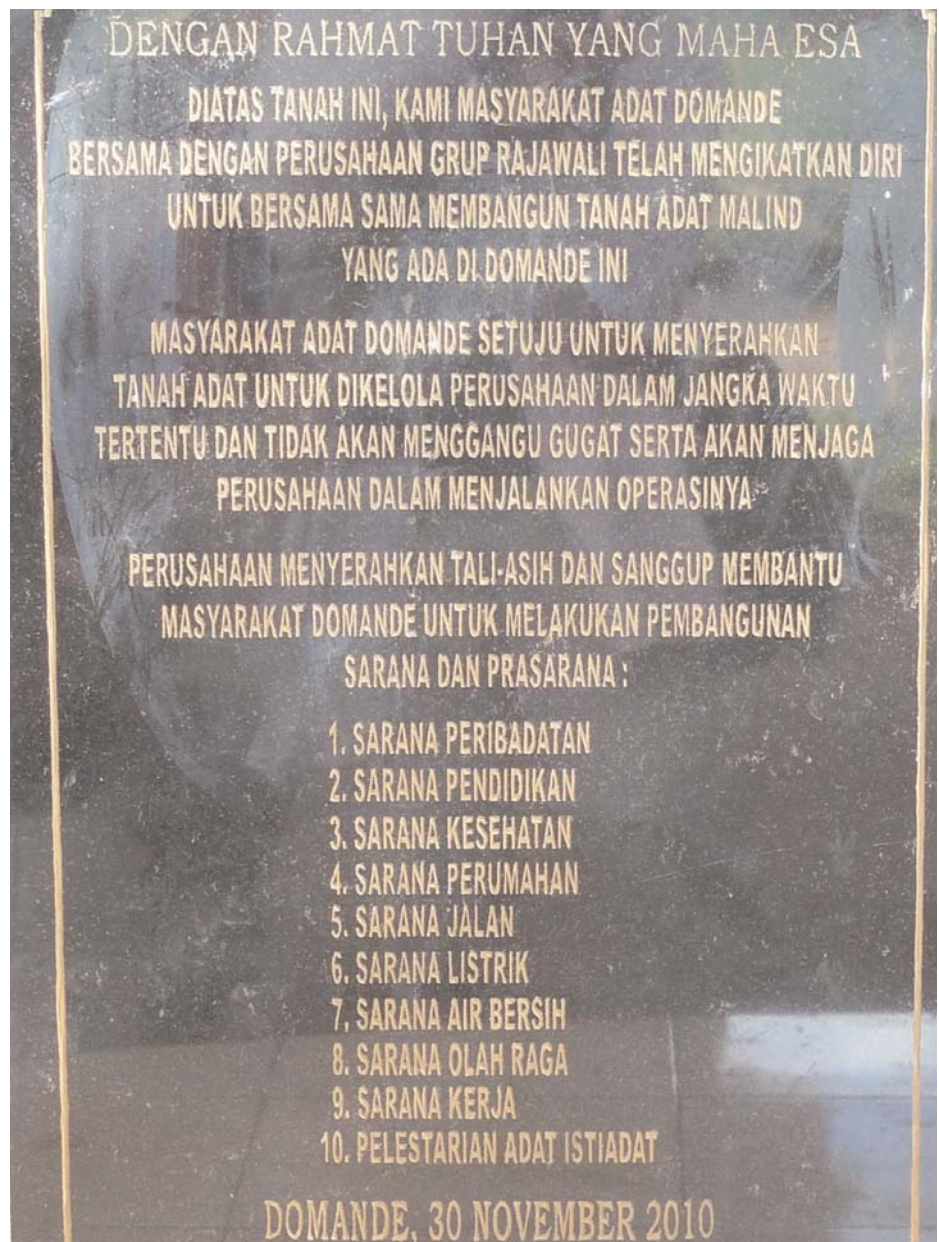 DENGAN RAHMAT TUHAN YANG MAHA ESA
DIATAS TANAH INI, KAMI MASYARAKAT ADAT DOMANDE
BERSAMA DENGAN PERUSAHAAN GRUP RAJAWALI TELAH MENGIKATKAN DIRI
UNTUK BERSAMA SAMA MEMBANGUN TANAH ADAT MALIND
YANG ADA DI DOMANDE INI
MASYARAKAT ADAT DOMANDE SETUJU UNTUK MENYERAHKAN
TANAH ADAT UNTUK DIKELOLA PERUSAHAAN DALAM JANGKA WAKTU
TERTENTU DAN TIDAK AKAN MENGGANGU GUGAT SERTA AKAN MENJAGA
PERUSAHAAN DALAM MENJALANKAN OPERASINYA
PERUSAHAAN MENYERAHKAN TALI-ASIH DAN SANGGUP MEMBANTU
MASYARAKAT DOMANDE UNTUK MELAKUKAN PEMBANGUNAN
SARANA DAN PRASARANA :
1. SARANA PERIBADATAN
2. SARANA PENDIDIKAN
3. SARANA KESEHATAN
4. SARANA PERUMAHAN
5. SARANA JALAN
6. SARANA LISTRIK
7. SARANA AIR BERSIH
8. SARANA OLAH RAGA
9. SARANA KERJA
10. PELESTARIAN ADAT ISTIADAT
DOMANDE, 30 NOVEMBER 2010